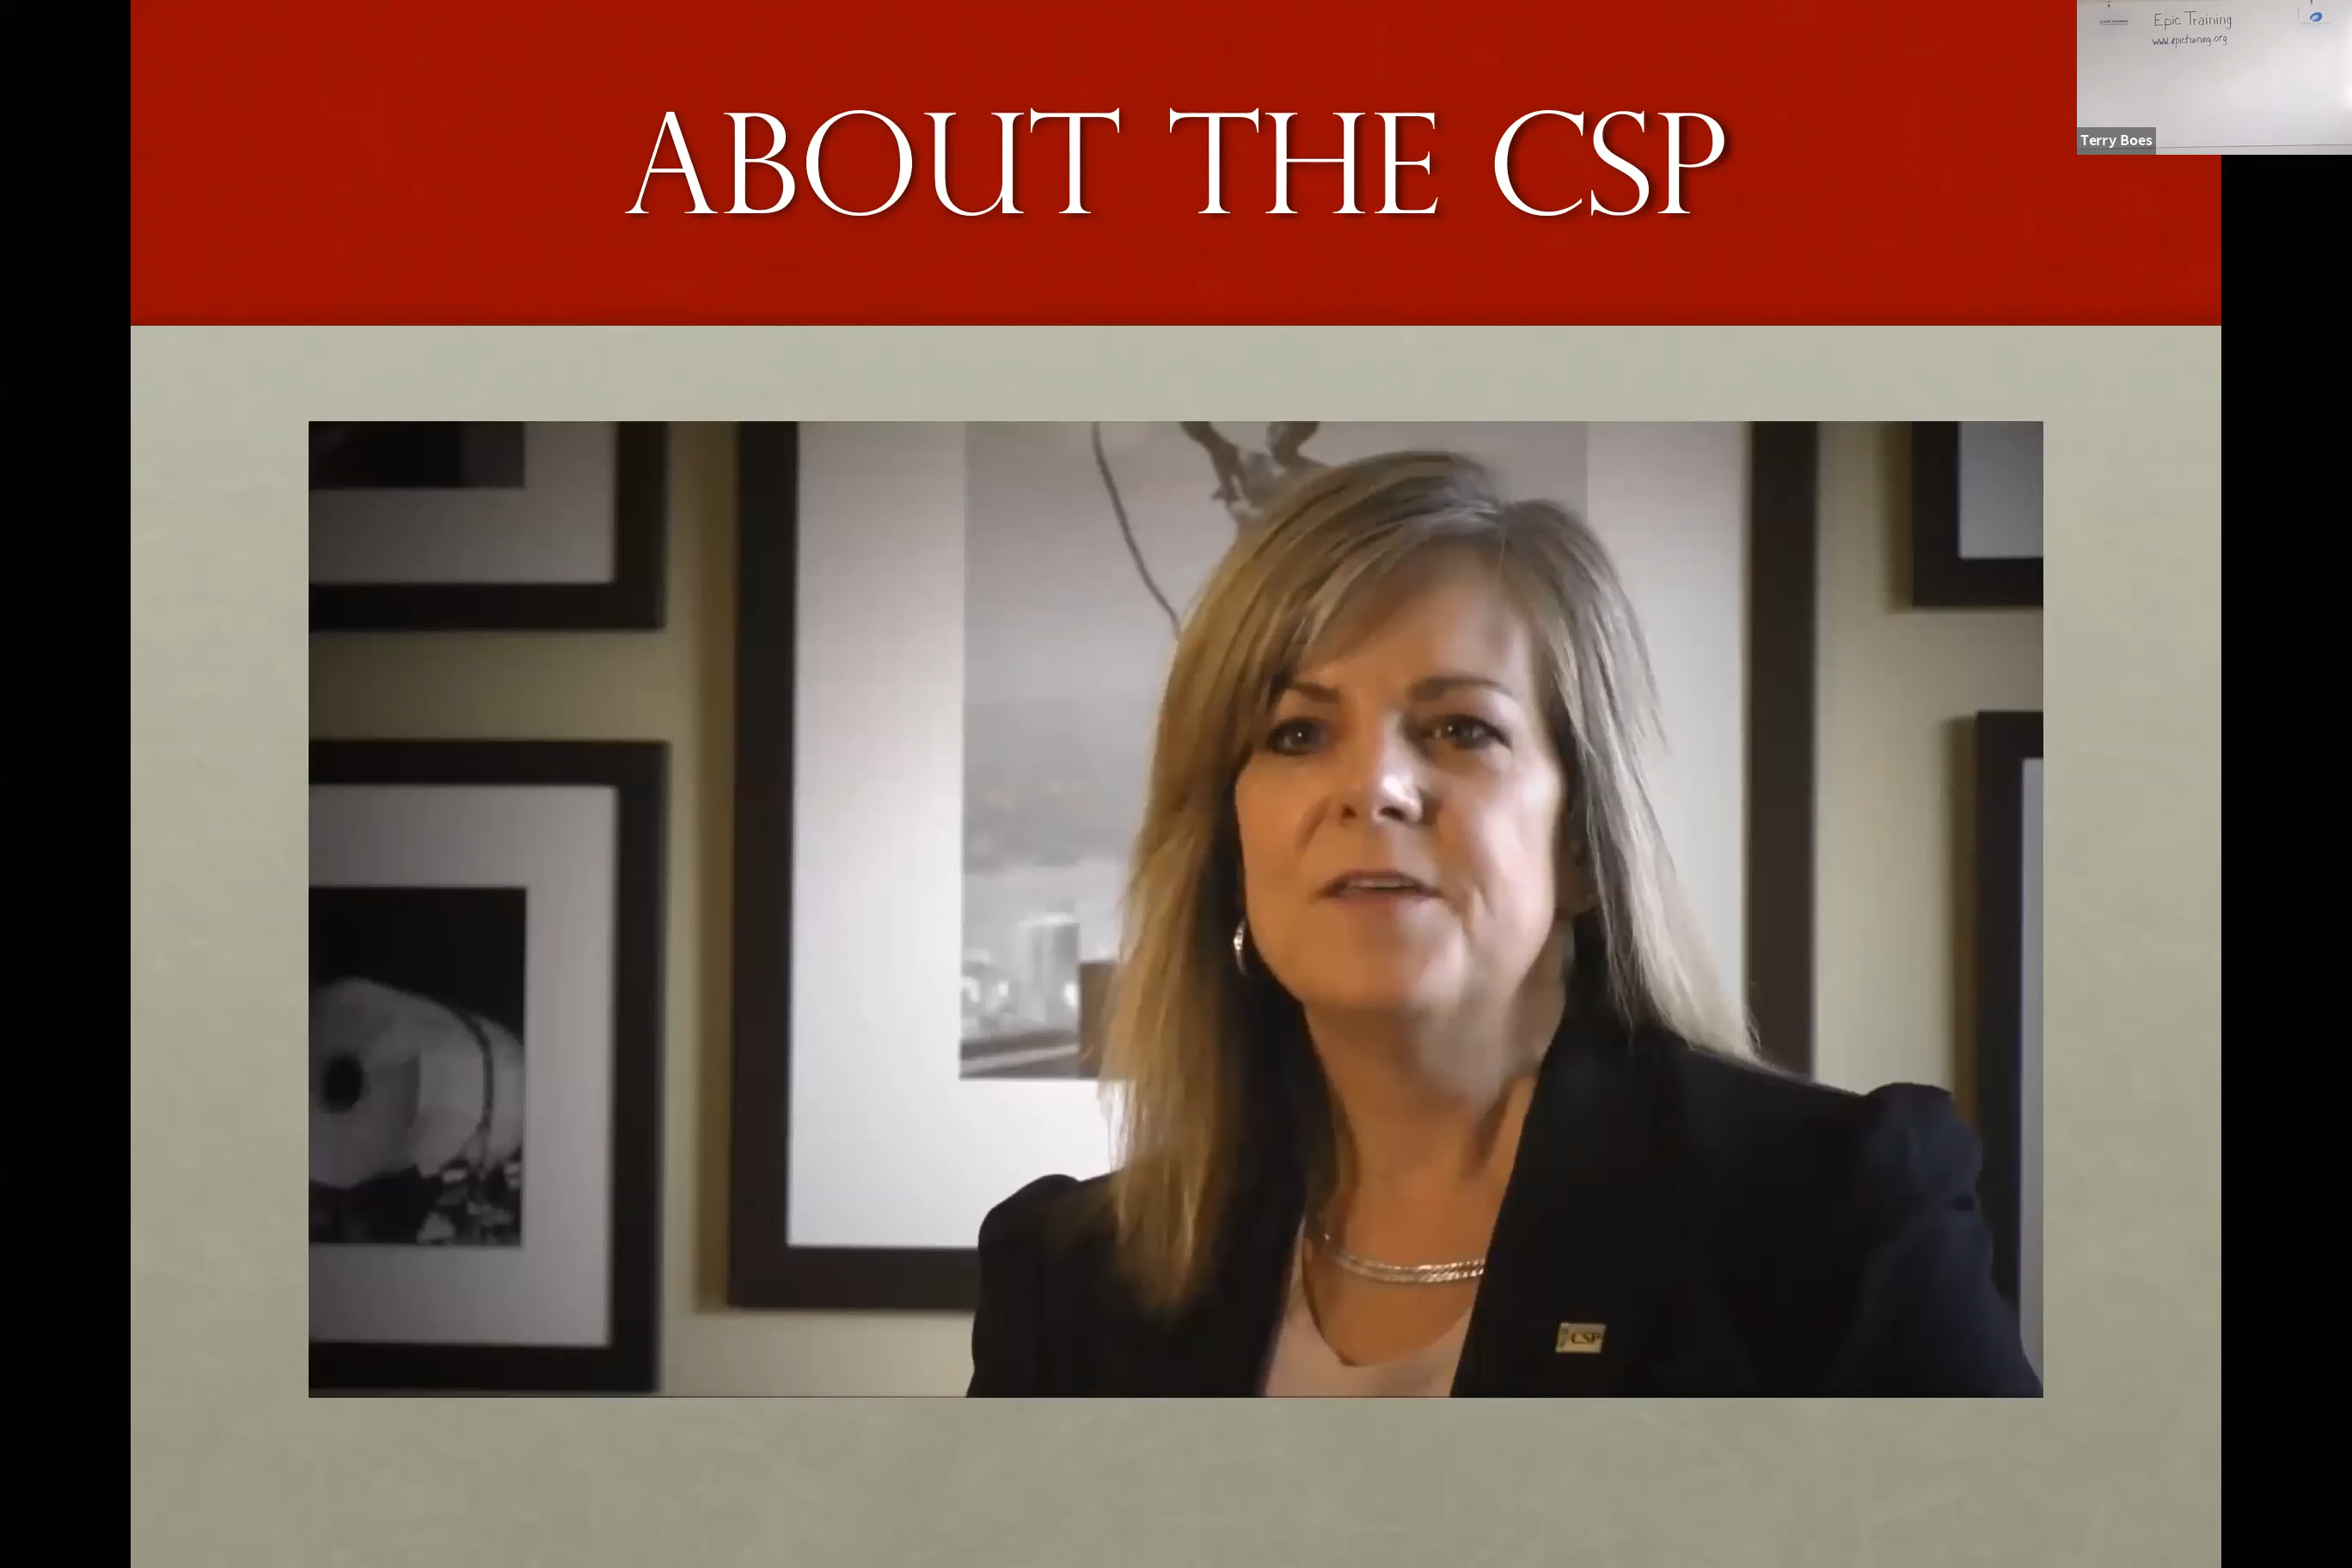 ABOUT THE CSP
Epic Training
www.epictraining.org
Terry Boes
CSP